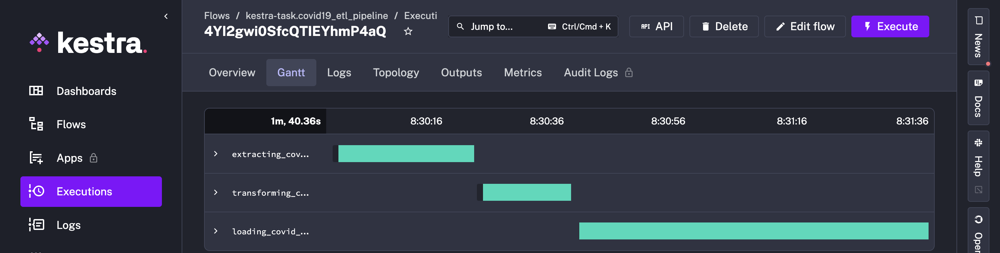 kestra.
Dashboards
Flows
Apps
Executions
Logs
Flows / kestra-task.covid19_etl_pipeline / Executi
4YI2gwi0SfcQTIEYhmP4aQ
Jump to...
Ctrl/Cmd + K
API API
Delete
Edit flow
Execute
Overview
Gantt
Logs
Topology
Outputs
Metrics
Audit Logs
1m, 40.36s 8:30:16 8:30:36 8:30:56 8:31:16 8:31:36
extracting_cov...
transforming_c...
loading_covid_...
News
Docs
Help
Oper